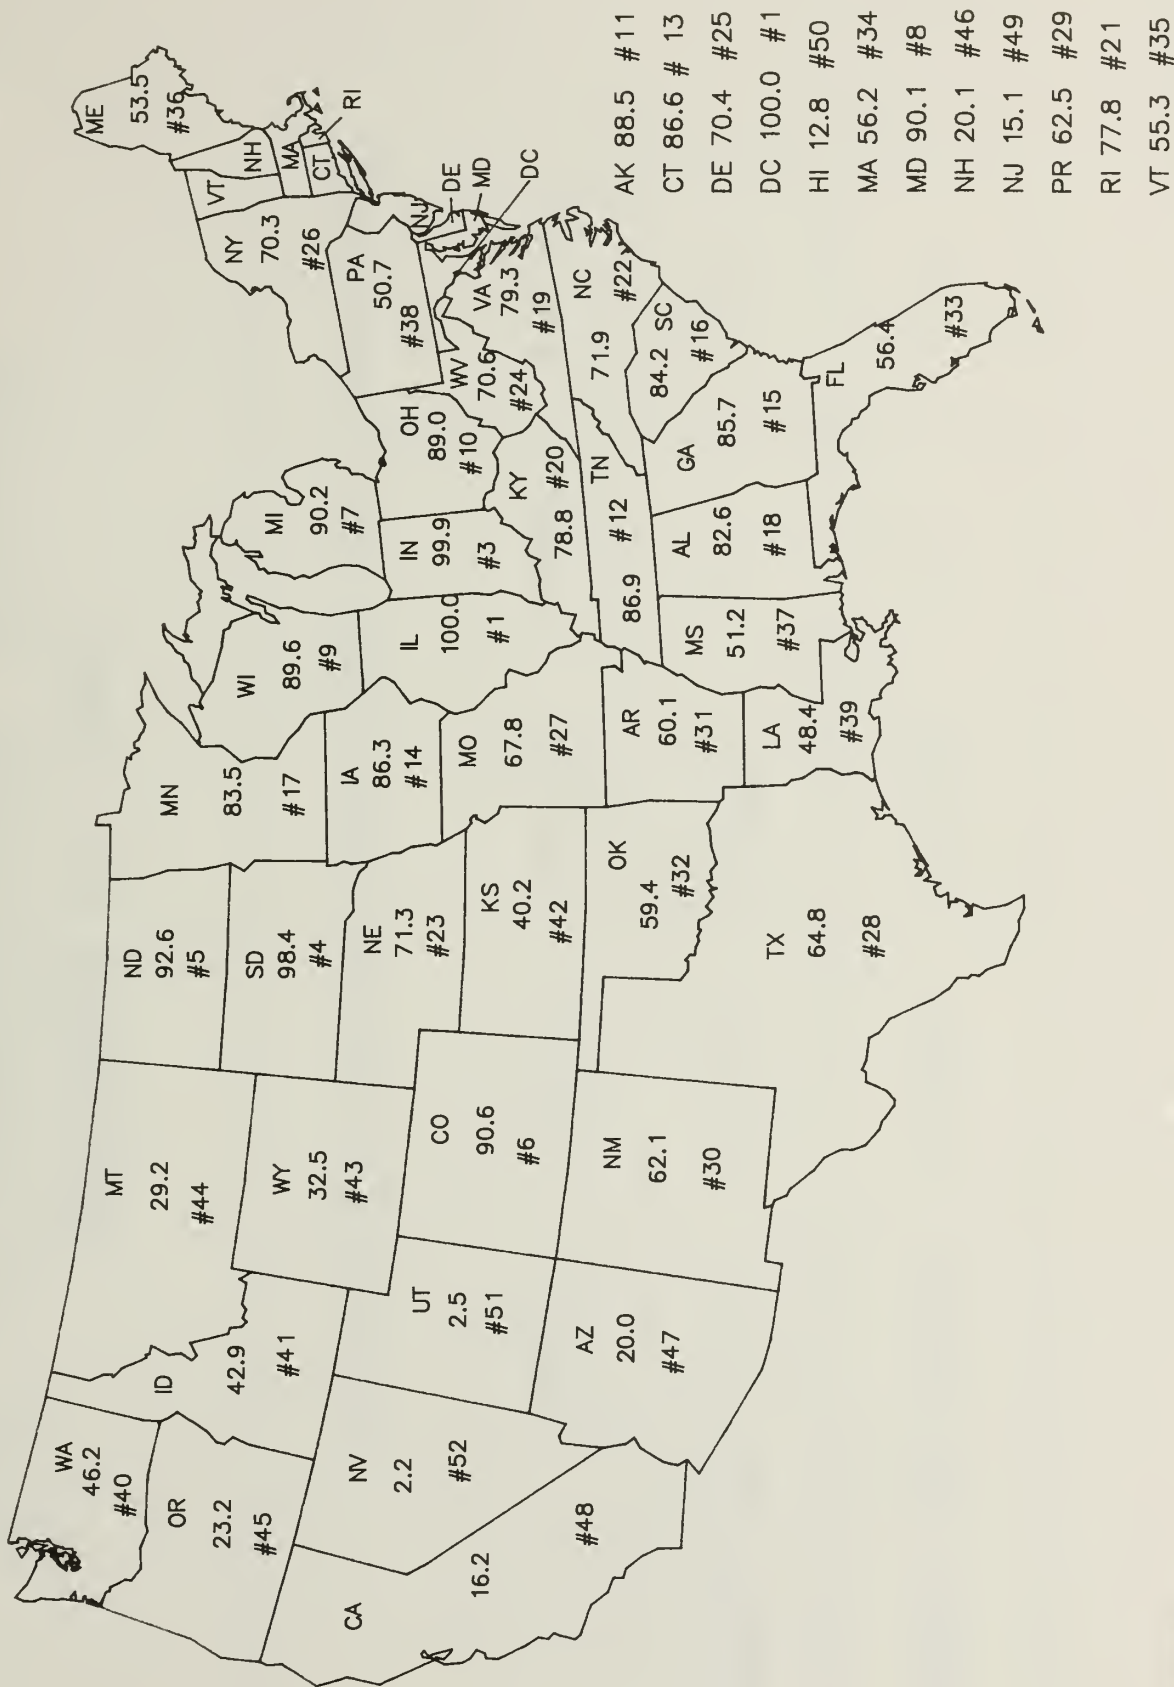 WA
46.2
#40
OR
23.2
#45
CA
16.2
#48
NV
2.2
#52
ID
42.9
#41
MT
29.2
#44
WY
32.5
#43
UT
2.5
#51
AZ
20.0
#47
CO
90.6
#6
NM
62.1
#30
ND
92.6
#5
SD
98.4
#4
NE
71.3
#23
KS
40.2
#42
OK
59.4
#32
TX
64.8
#28
MN
83.5
#17
IA
86.3
#14
MO
67.8
#27
AR
60.1
#31
LA
48.4
#39
WI
89.6
#9
IL
100.0
#1
MS
51.2
#37
MI
90.2
#7
IN
99.9
#3
KY
78.8 #20
TN
86.9 #12
AL
82.6
#18
OH
89.0
#10
GA
85.7
#15
FL
56.4
#33
WV
70.6
#24
VA
79.3
#19
NC
71.9 #22
SC
84.2
#16
PA
50.7
#38
NY
70.3
#26
VT
NH
ME
53.5
#36
MA
CT
RI
NJ
DE
MD
DC
AK 88.5 #11
CT 86.6 # 13
DE 70.4 #25
DC 100.0 #1
HI 12.8 #50
MA 56.2 #34
MD 90.1 #8
NH 20.1 #46
NJ 15.1 #49
PR 62.5 #29
RI 77.8 #21
VT 55.3 #35